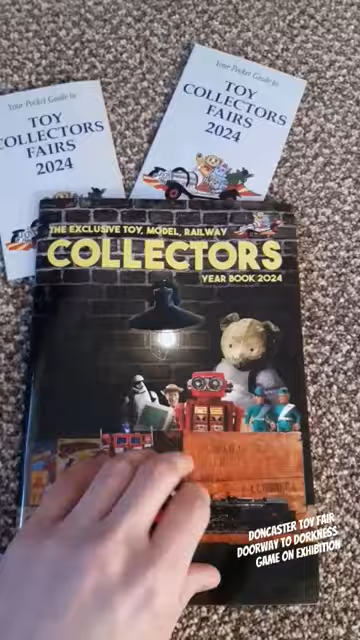 Your Pocket Guide to
TOY
COLLECTORS
FAIRS
2024
Your Pocket Guide to
TOY
COLLECTORS
FAIRS
2024
THE EXCLUSIVE TOY, MODEL, RAILWAY
COLLECTORS
YEAR BOOK 2024
DONCASTER TOY FAIR
DOORWAY TO DORKNESS
GAME ON EXHIBITION